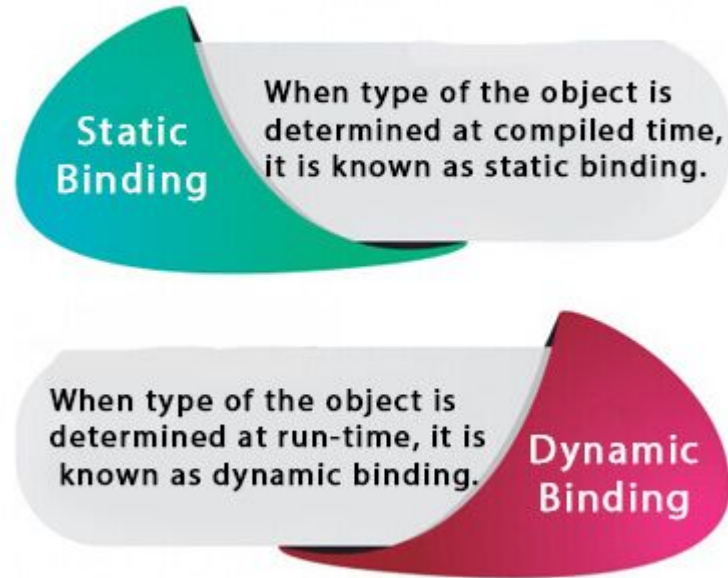 Static
Binding
When type of the object is
determined at compiled time,
it is known as static binding.
When type of the object is
determined at run-time, it is
known as dynamic binding.
Dynamic
Binding